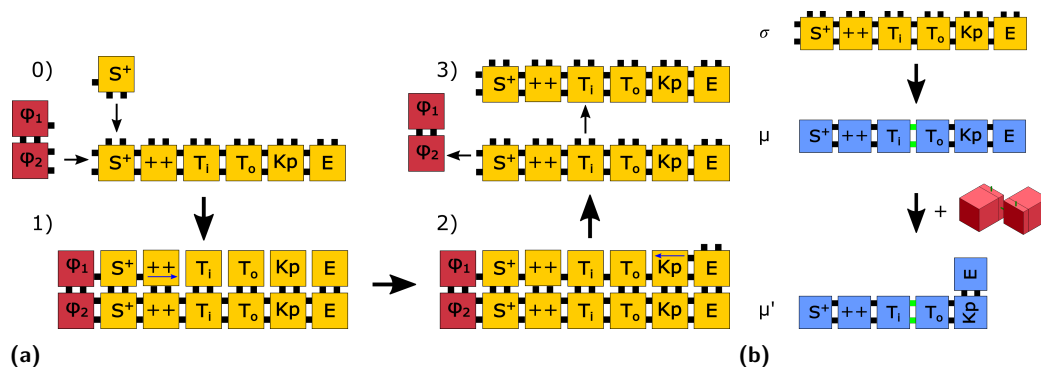 0)
S⁺
φ₁
φ₂
S⁺ ++ Tᵢ Tₒ Kp E
1)
φ₁ S⁺ ++ Tᵢ Tₒ Kp E
φ₂ S⁺ ++ Tᵢ Tₒ Kp E
(a)
3)
S⁺ ++ Tᵢ Tₒ Kp E
φ₁
φ₂
S⁺ ++ Tᵢ Tₒ Kp E
2)
φ₁ S⁺ ++ Tᵢ Tₒ Kp E
φ₂ S⁺ ++ Tᵢ Tₒ Kp E
σ S⁺ ++ Tᵢ Tₒ Kp E
μ S⁺ ++ Tᵢ Tₒ Kp E
+
E
μ' S⁺ ++ Tᵢ Tₒ Kp
(b)